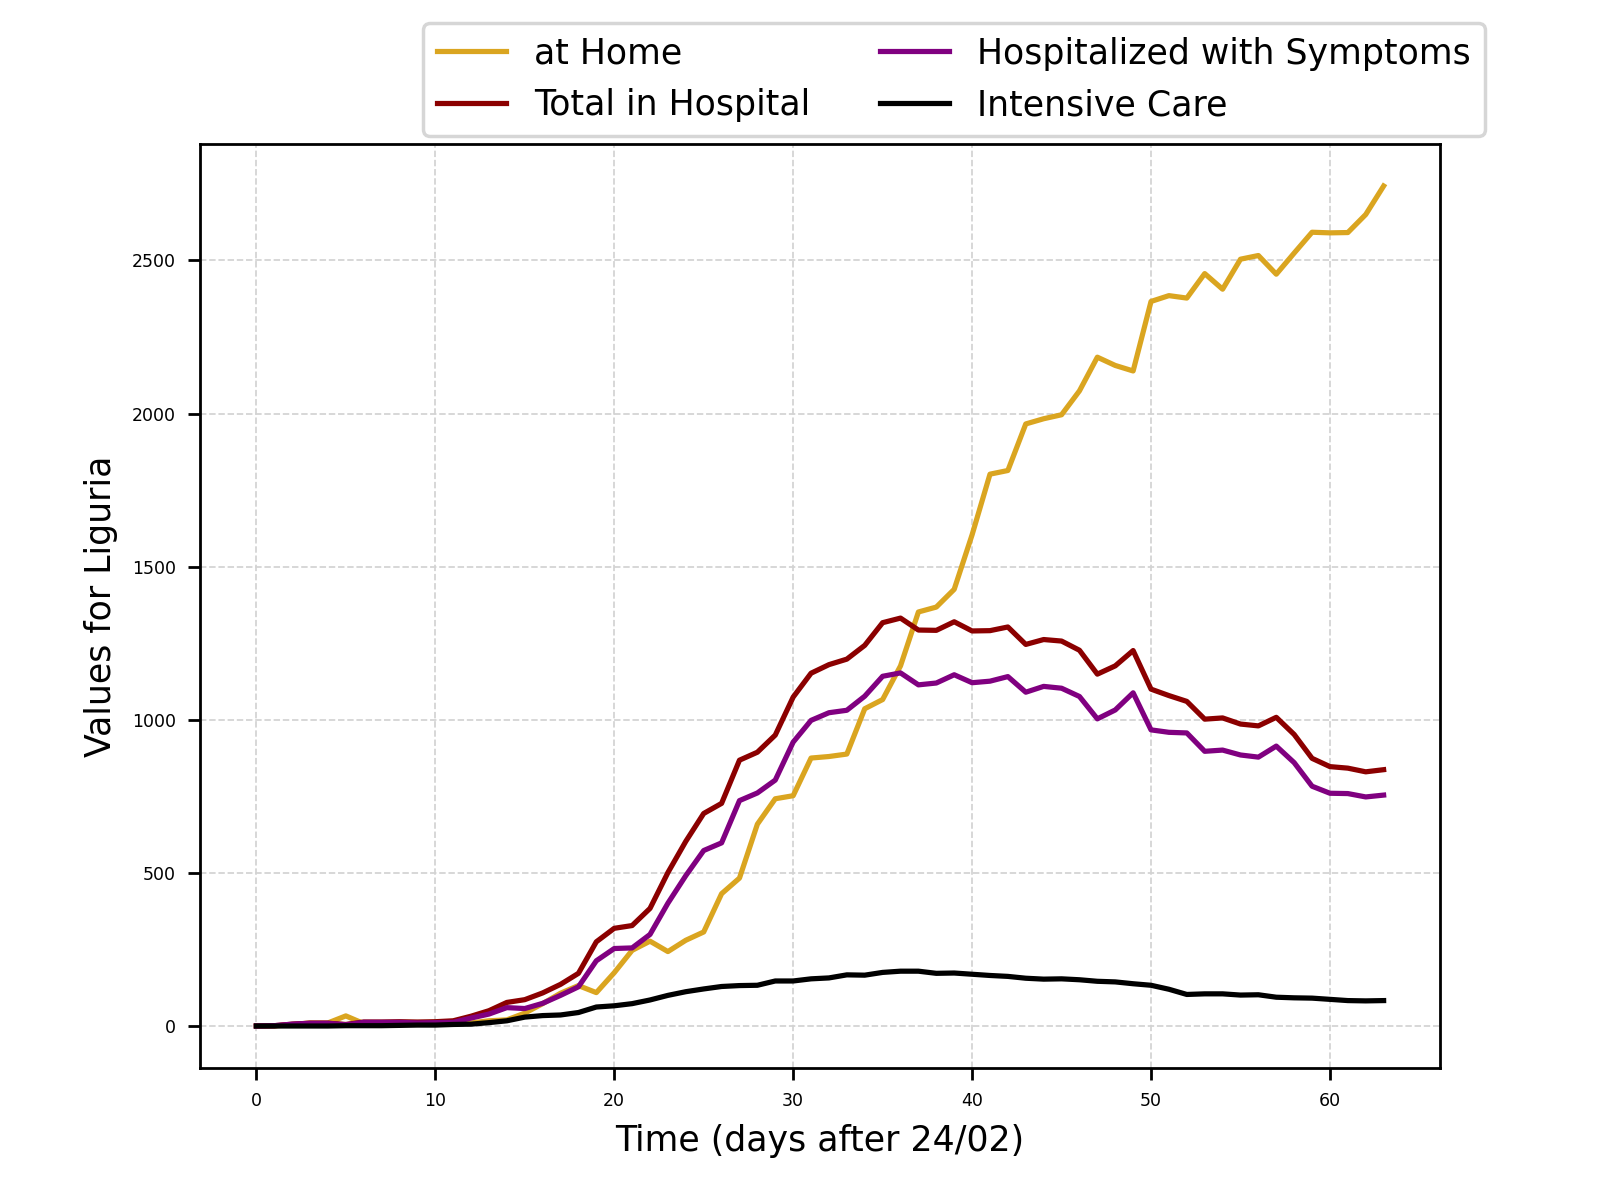 at Home
Hospitalized with Symptoms
Total in Hospital
Intensive Care
Values for Liguria
2500
2000
1500
1000
500
0
0 10 20 30 40 50 60
Time (days after 24/02)